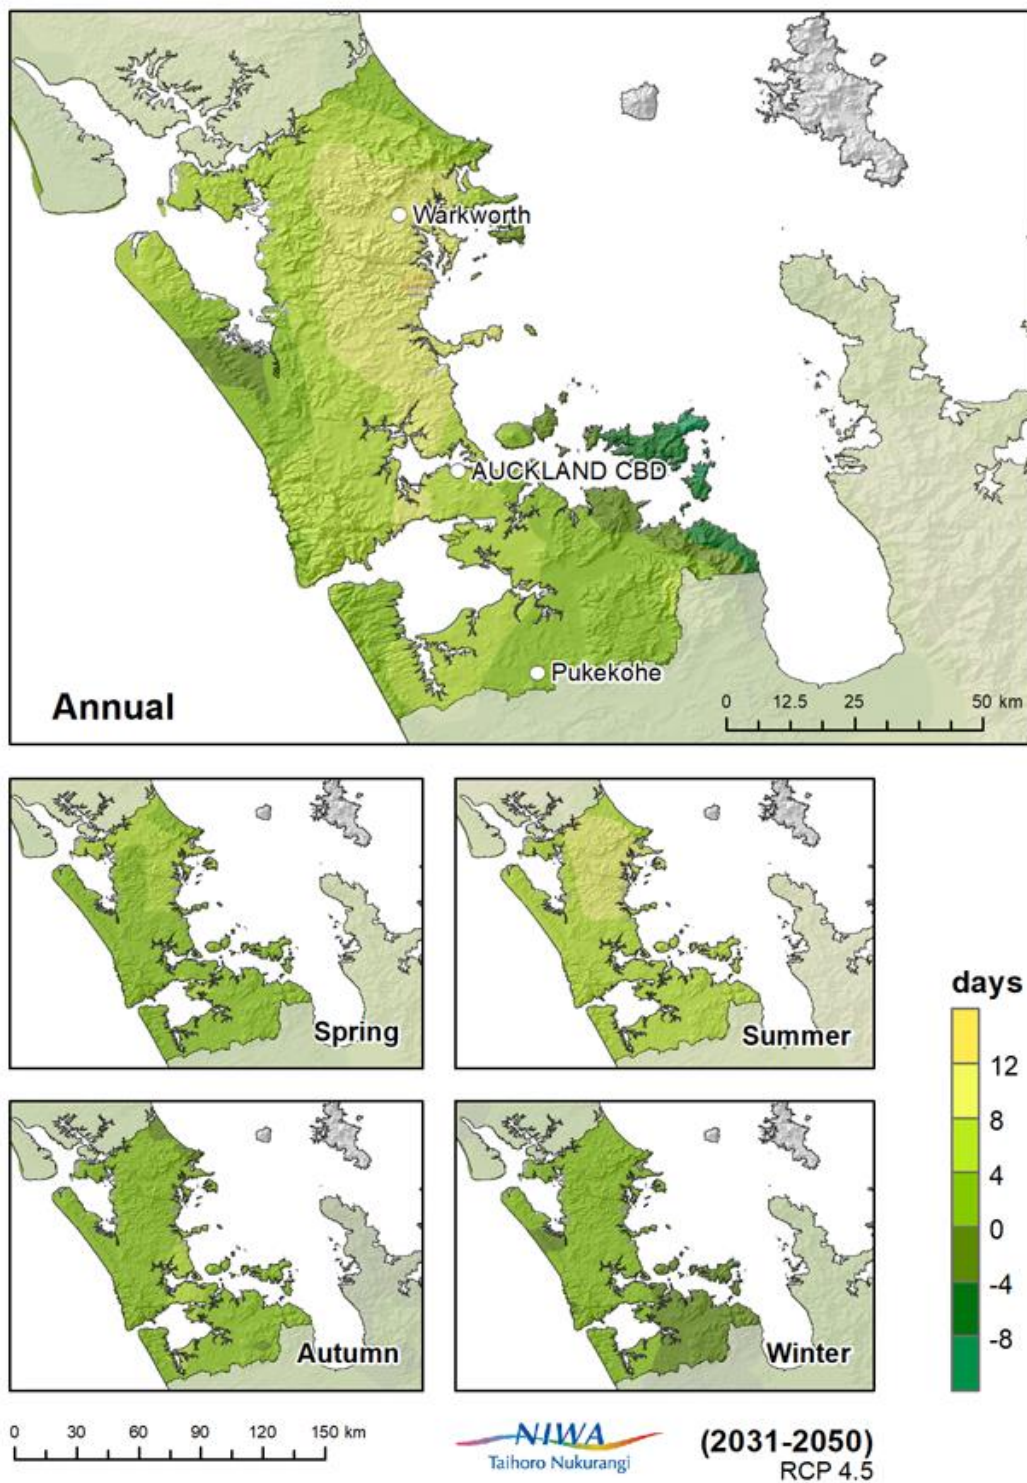 Warkworth
AUCKLAND CBD
Pukekohe
Annual
0 12.5 25 50 km
Spring
Summer
days
12
8
4
0
-4
-8
Autumn
Winter
0 30 60 90 120 150 km
NIWA
Taihoro Nukurangi
(2031-2050)
RCP 4.5